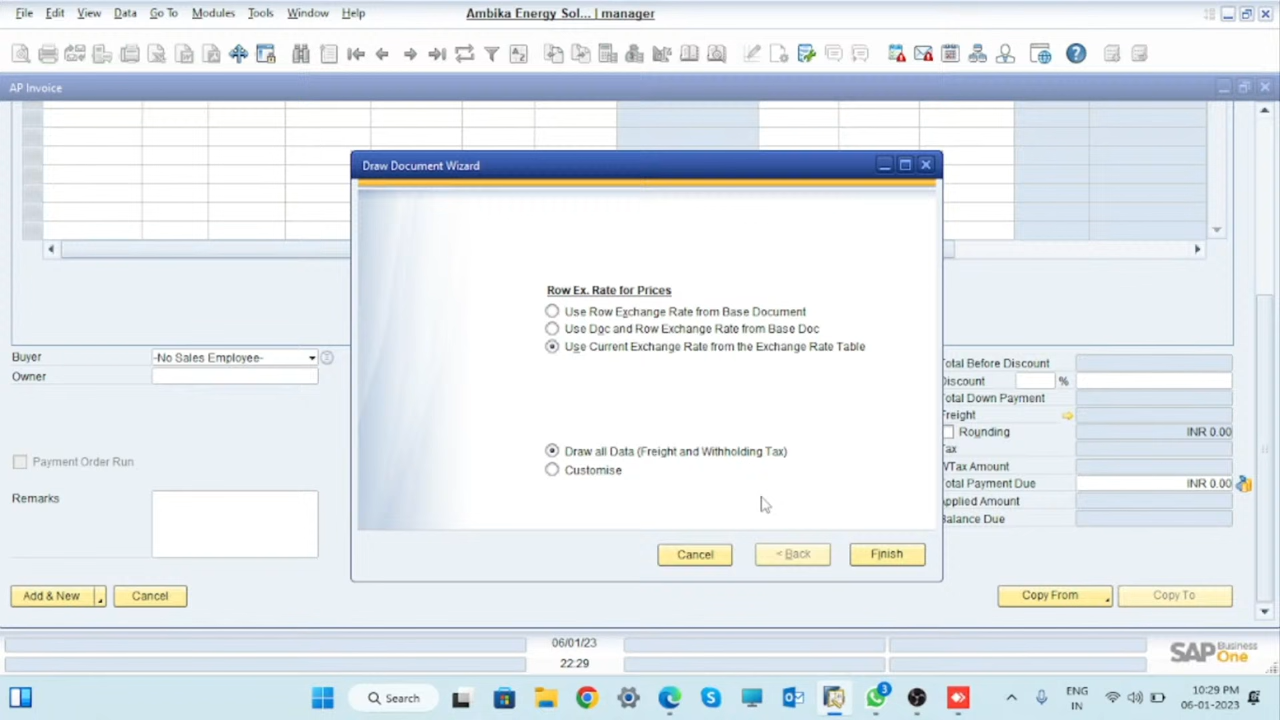 File Edit View Data Go To Modules Tools Window Help
Ambika Energy Sol... | manager
AP Invoice
Draw Document Wizard
Row Ex. Rate for Prices
Use Row Exchange Rate from Base Document
Use Doc and Row Exchange Rate from Base Doc
Use Current Exchange Rate from the Exchange Rate Table
Draw all Data (Freight and Withholding Tax)
Customise
Cancel
< Back
Finish
Buyer
-No Sales Employee-
Owner
Payment Order Run
Remarks
Total Before Discount
Discount
%
Total Down Payment
Freight
Rounding
INR 0.00
Tax
WTax Amount
Total Payment Due
INR 0.00
Applied Amount
Balance Due
Add & New
Cancel
Copy From
Copy To
06/01/23
22:29
SAP Business One
Search
3
ENG
IN
10:29 PM
06-01-2023